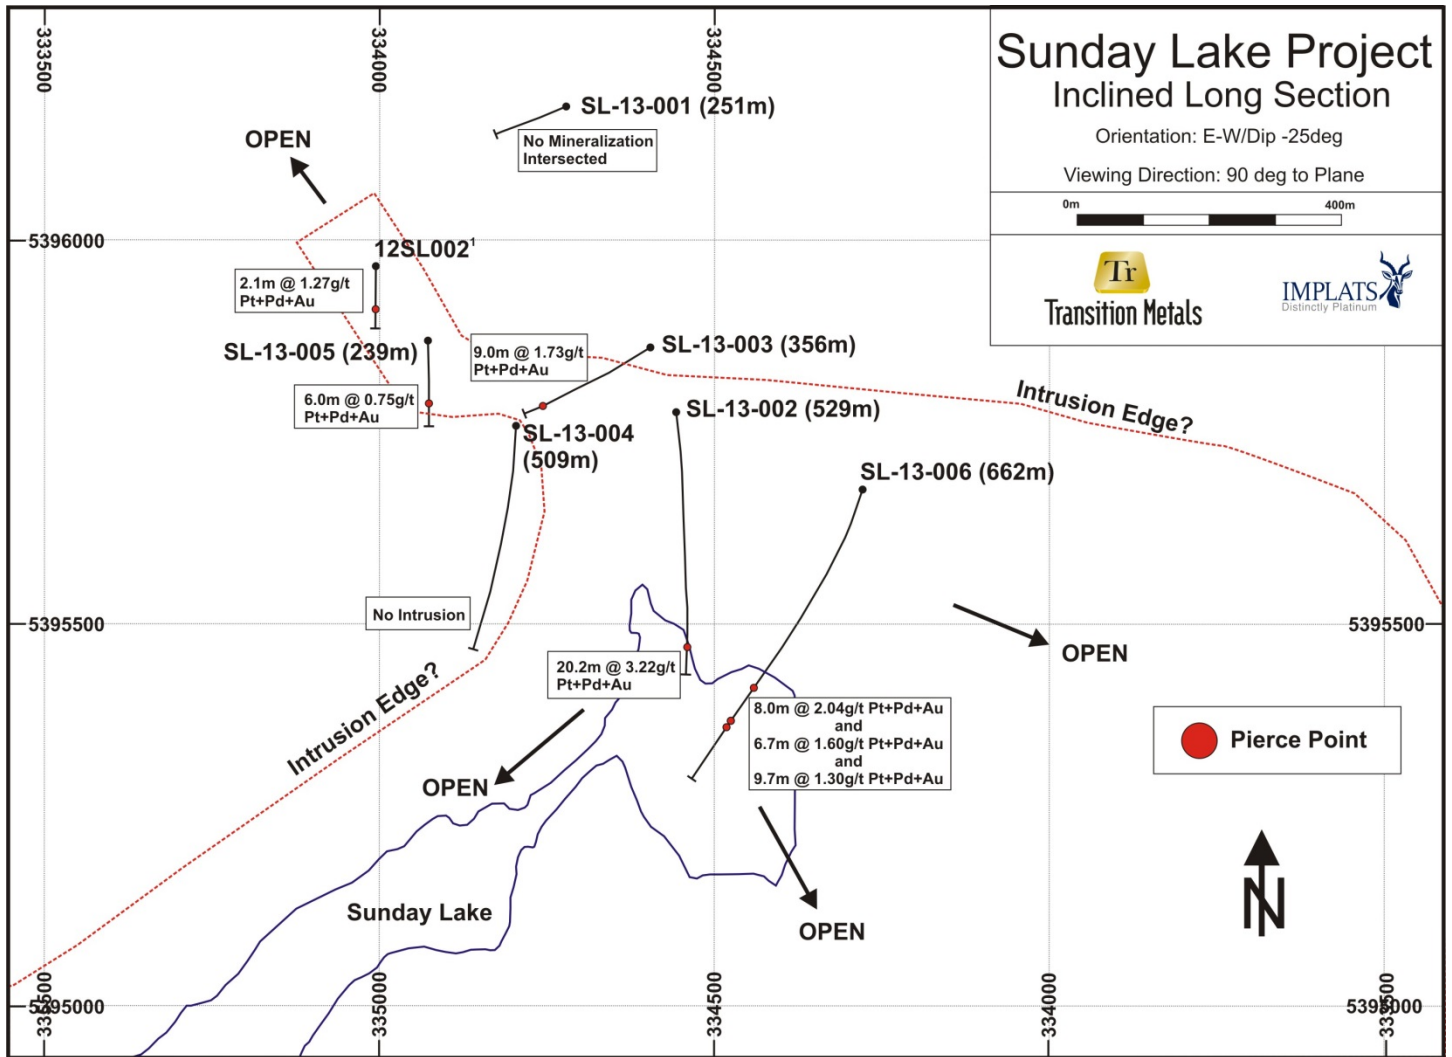 333500
334000
334500
Sunday Lake Project
Inclined Long Section
Orientation: E-W/Dip -25deg
Viewing Direction: 90 deg to Plane
0m
400m
Tr
Transition Metals
IMPLATS
Distinctly Platinum
SL-13-001 (251m)
No Mineralization
Intersected
OPEN
5396000
12SL002¹
2.1m @ 1.27g/t
Pt+Pd+Au
SL-13-005 (239m)
9.0m @ 1.73g/t
Pt+Pd+Au
SL-13-003 (356m)
6.0m @ 0.75g/t
Pt+Pd+Au
SL-13-002 (529m)
Intrusion Edge?
SL-13-004
(509m)
SL-13-006 (662m)
No Intrusion
5395500
5395500
OPEN
20.2m @ 3.22g/t
Pt+Pd+Au
Intrusion Edge?
8.0m @ 2.04g/t Pt+Pd+Au
and
6.7m @ 1.60g/t Pt+Pd+Au
and
9.7m @ 1.30g/t Pt+Pd+Au
Pierce Point
OPEN
Sunday Lake
OPEN
N
5395000
5395000
335500
335000
334500
334000
333500